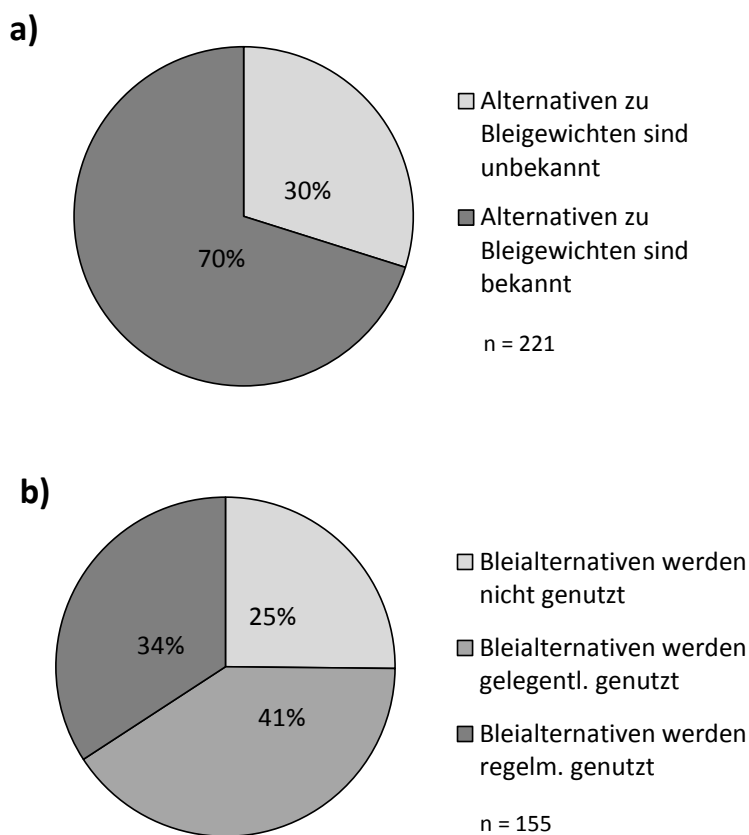 a)
30%
70%
Alternativen zu
Bleigewichten sind
unbekannt
Alternativen zu
Bleigewichten sind
bekannt
n = 221
b)
25%
34%
41%
Bleialternativen werden
nicht genutzt
Bleialternativen werden
gelegentl. genutzt
Bleialternativen werden
regelm. genutzt
n = 155